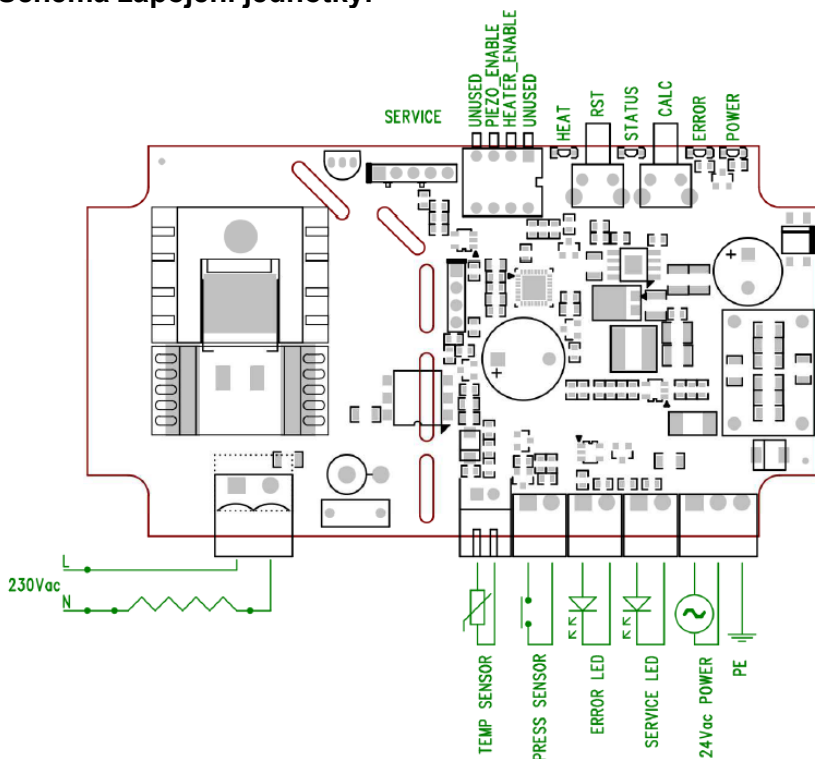 Schéma zapojení jednotky:
SERVICE
UNUSED
PIEZO_ENABLE
HEATER_ENABLE
UNUSED
HEAT
RST
STATUS
CALC
ERROR
POWER
+
+
L
230Vac
N
TEMP SENSOR
PRESS SENSOR
ERROR LED
SERVICE LED
24Vac POWER
PE